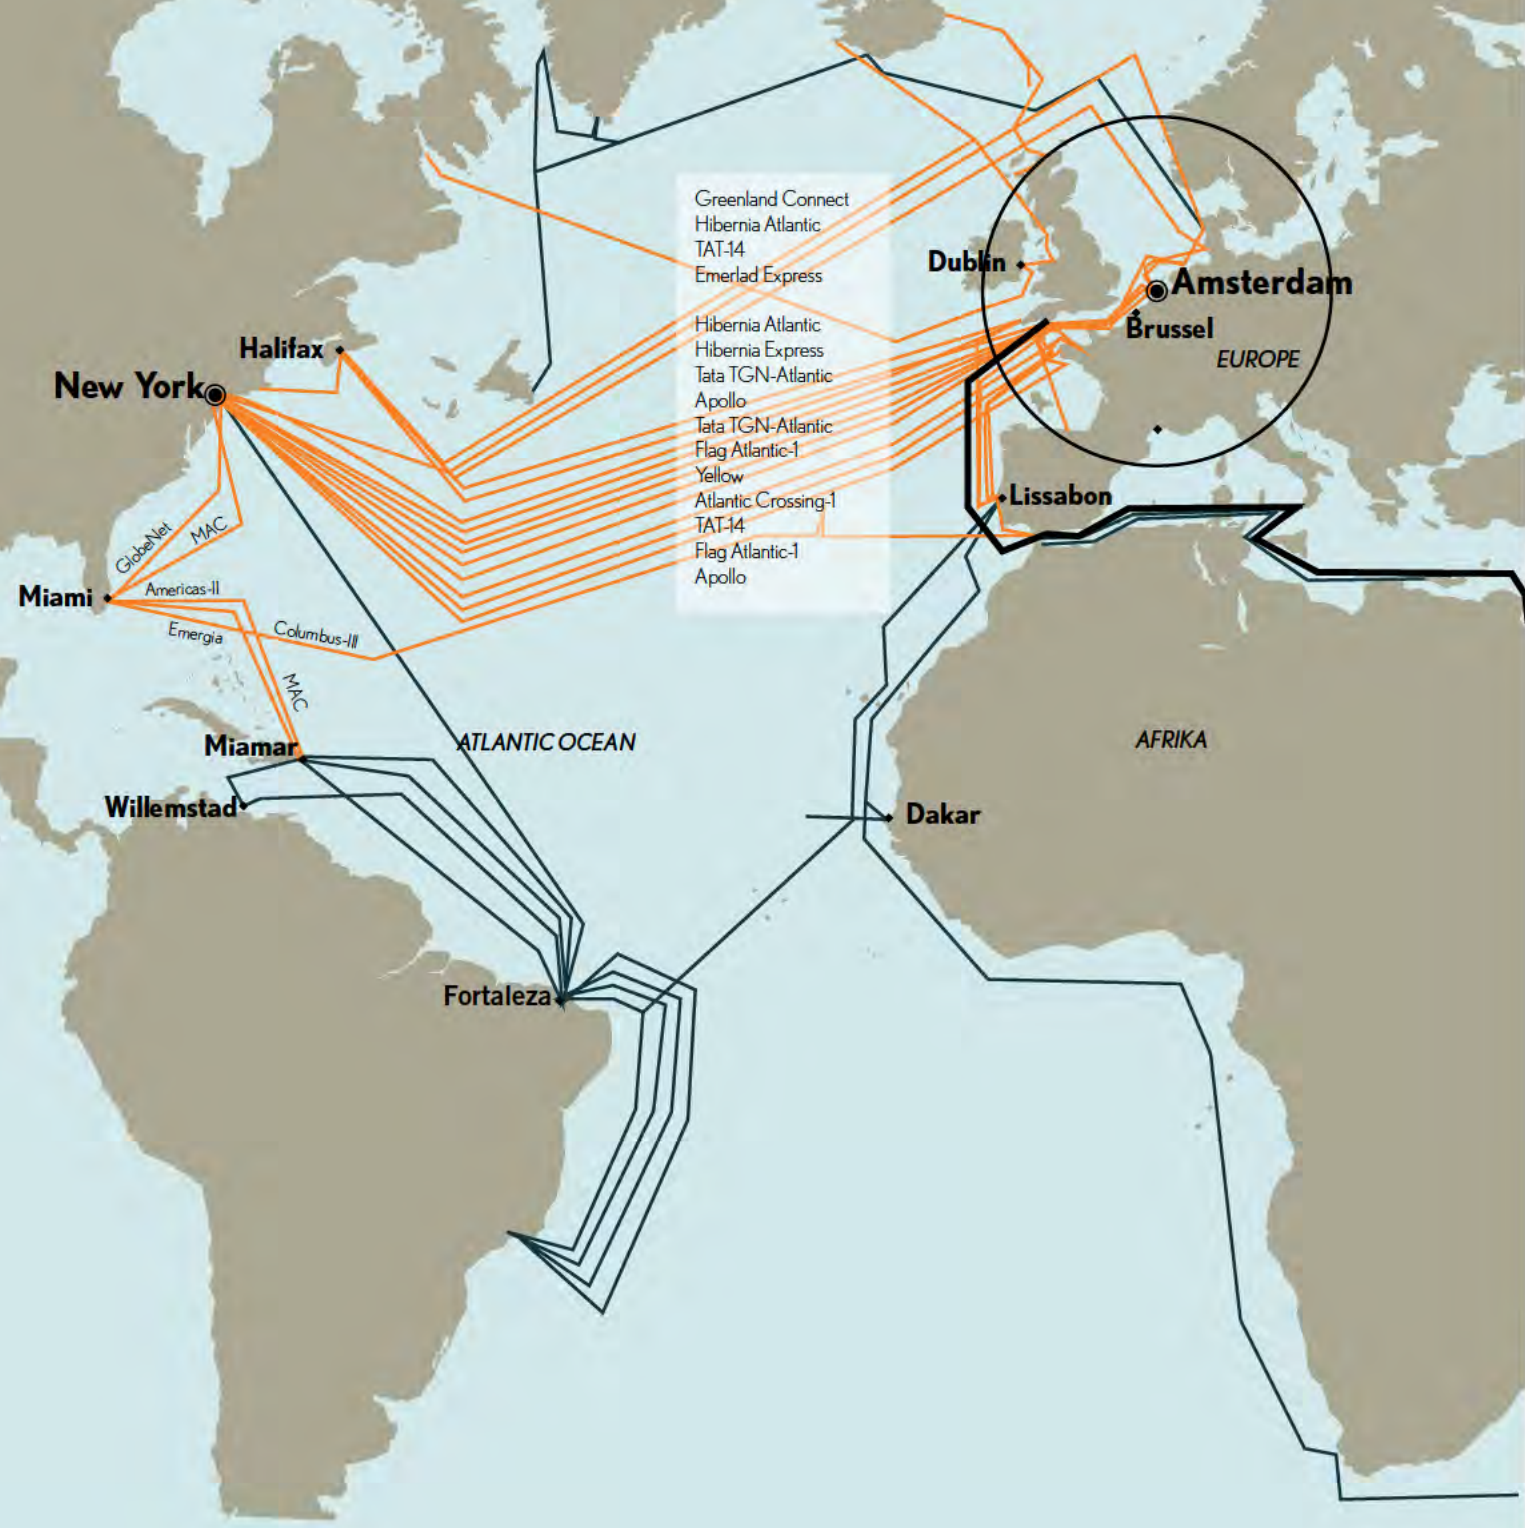 Greenland Connect
Hibernia Atlantic
TAT-14
Emerlad Express
Hibernia Atlantic
Hibernia Express
Tata TGN-Atlantic
Apollo
Tata TGN-Atlantic
Flag Atlantic-1
Yellow
Atlantic Crossing-1
TAT-14
Flag Atlantic-1
Apollo
Dublin
Amsterdam
Brussel
EUROPE
Halifax
New York
Lissabon
GlobeNet
MAC
Miami
Americas-II
Emergia
Columbus-III
MAC
Miamar
ATLANTIC OCEAN
AFRIKA
Willemstad
Dakar
Fortaleza